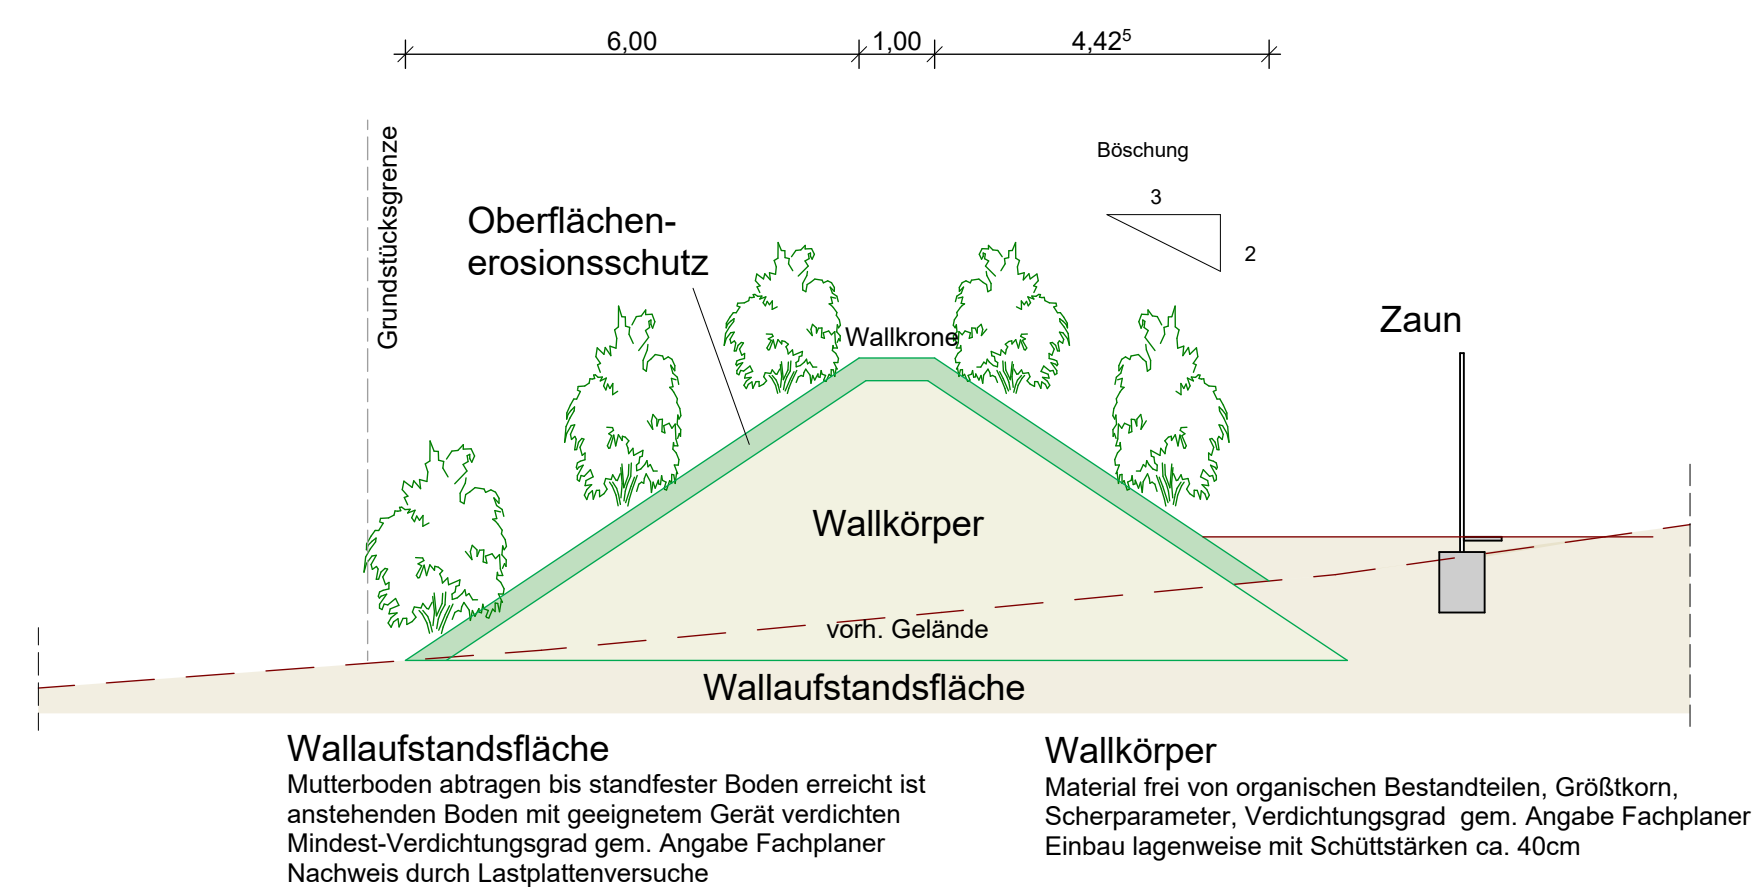 6,00
1,00
4,42⁵
Grundstücksgrenze
Böschung
3
2
Oberflächen-
erosionsschutz
Zaun
Wallkrone
Wallkörper
vorh. Gelände
Wallaufstandsfläche
Wallaufstandsfläche
Mutterboden abtragen bis standfester Boden erreicht ist
anstehenden Boden mit geeignetem Gerät verdichten
Mindest-Verdichtungsgrad gem. Angabe Fachplaner
Nachweis durch Lastplattenversuche
Wallkörper
Material frei von organischen Bestandteilen, Größtkorn,
Scherparameter, Verdichtungsgrad  gem. Angabe Fachplaner
Einbau lagenweise mit Schüttstärken ca. 40cm